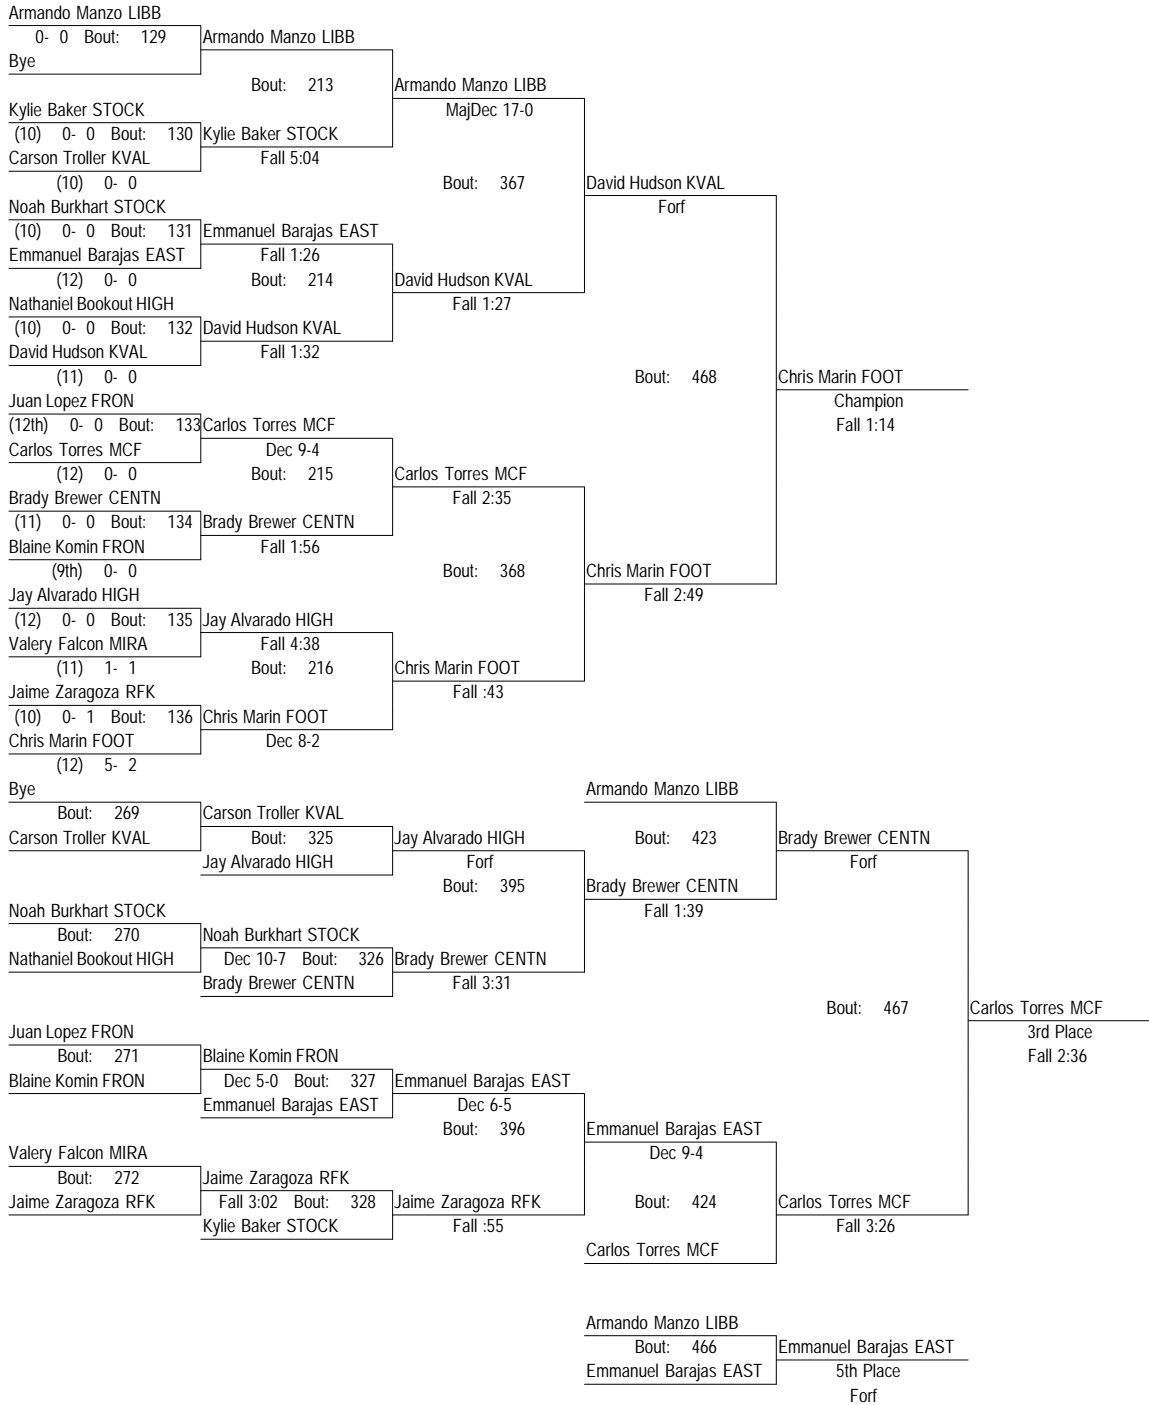 Armando Manzo LIBB
0- 0 Bout: 129 Armando Manzo LIBB
Bye
Bout: 213 Armando Manzo LIBB
Kylie Baker STOCK MajDec 17-0
(10) 0- 0 Bout: 130 Kylie Baker STOCK
Carson Troller KVAL Fall 5:04
(10) 0- 0 Bout: 367 David Hudson KVAL
Noah Burkhart STOCK Forf
(10) 0- 0 Bout: 131 Emmanuel Barajas EAST
Emmanuel Barajas EAST Fall 1:26
(12) 0- 0 Bout: 214 David Hudson KVAL
Nathaniel Bookout HIGH Fall 1:27
(10) 0- 0 Bout: 132 David Hudson KVAL
David Hudson KVAL Fall 1:32
(11) 0- 0 Bout: 468 Chris Marin FOOT
Juan Lopez FRON Champion
(12th) 0- 0 Bout: 133 Carlos Torres MCF Fall 1:14
Carlos Torres MCF Dec 9-4
(12) 0- 0 Bout: 215 Carlos Torres MCF
Brady Brewer CENTN Fall 2:35
(11) 0- 0 Bout: 134 Brady Brewer CENTN
Blaine Komin FRON Fall 1:56
(9th) 0- 0 Bout: 368 Chris Marin FOOT
Jay Alvarado HIGH Fall 2:49
(12) 0- 0 Bout: 135 Jay Alvarado HIGH
Valery Falcon MIRA Fall 4:38
(11) 1- 1 Bout: 216 Chris Marin FOOT
Jaime Zaragoza RFK Fall :43
(10) 0- 1 Bout: 136 Chris Marin FOOT
Chris Marin FOOT Dec 8-2
(12) 5- 2
Bye Armando Manzo LIBB
Bout: 269 Carson Troller KVAL
Carson Troller KVAL Bout: 325 Jay Alvarado HIGH Bout: 423 Brady Brewer CENTN
Jay Alvarado HIGH Forf Forf
Bout: 395 Brady Brewer CENTN
Noah Burkhart STOCK Fall 1:39
Bout: 270 Noah Burkhart STOCK
Nathaniel Bookout HIGH Dec 10-7 Bout: 326 Brady Brewer CENTN
Brady Brewer CENTN Fall 3:31
Bout: 467 Carlos Torres MCF
Juan Lopez FRON 3rd Place
Bout: 271 Blaine Komin FRON Fall 2:36
Blaine Komin FRON Dec 5-0 Bout: 327 Emmanuel Barajas EAST
Emmanuel Barajas EAST Dec 6-5
Bout: 396 Emmanuel Barajas EAST
Valery Falcon MIRA Dec 9-4
Bout: 272 Jaime Zaragoza RFK
Jaime Zaragoza RFK Fall 3:02 Bout: 328 Jaime Zaragoza RFK Bout: 424 Carlos Torres MCF
Kylie Baker STOCK Fall :55 Fall 3:26
Carlos Torres MCF
Armando Manzo LIBB
Bout: 466 Emmanuel Barajas EAST
Emmanuel Barajas EAST 5th Place
Forf